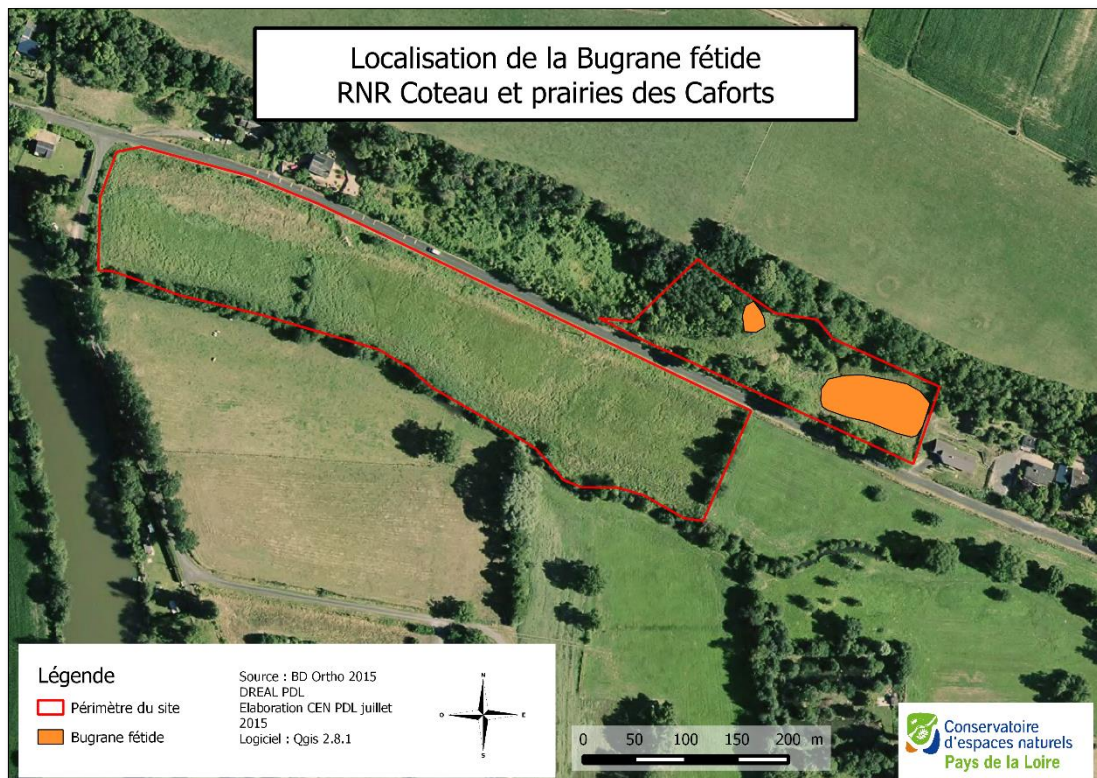 Localisation de la Bugrane fétide
RNR Coteau et prairies des Caforts
Légende
Périmètre du site
Bugrane fétide
Source : BD Ortho 2015
DREAL PDL
Elaboration CEN PDL juillet
2015
Logiciel : Qgis 2.8.1
N
O E
S
0 50 100 150 200 m
Conservatoire
d'espaces naturels
Pays de la Loire